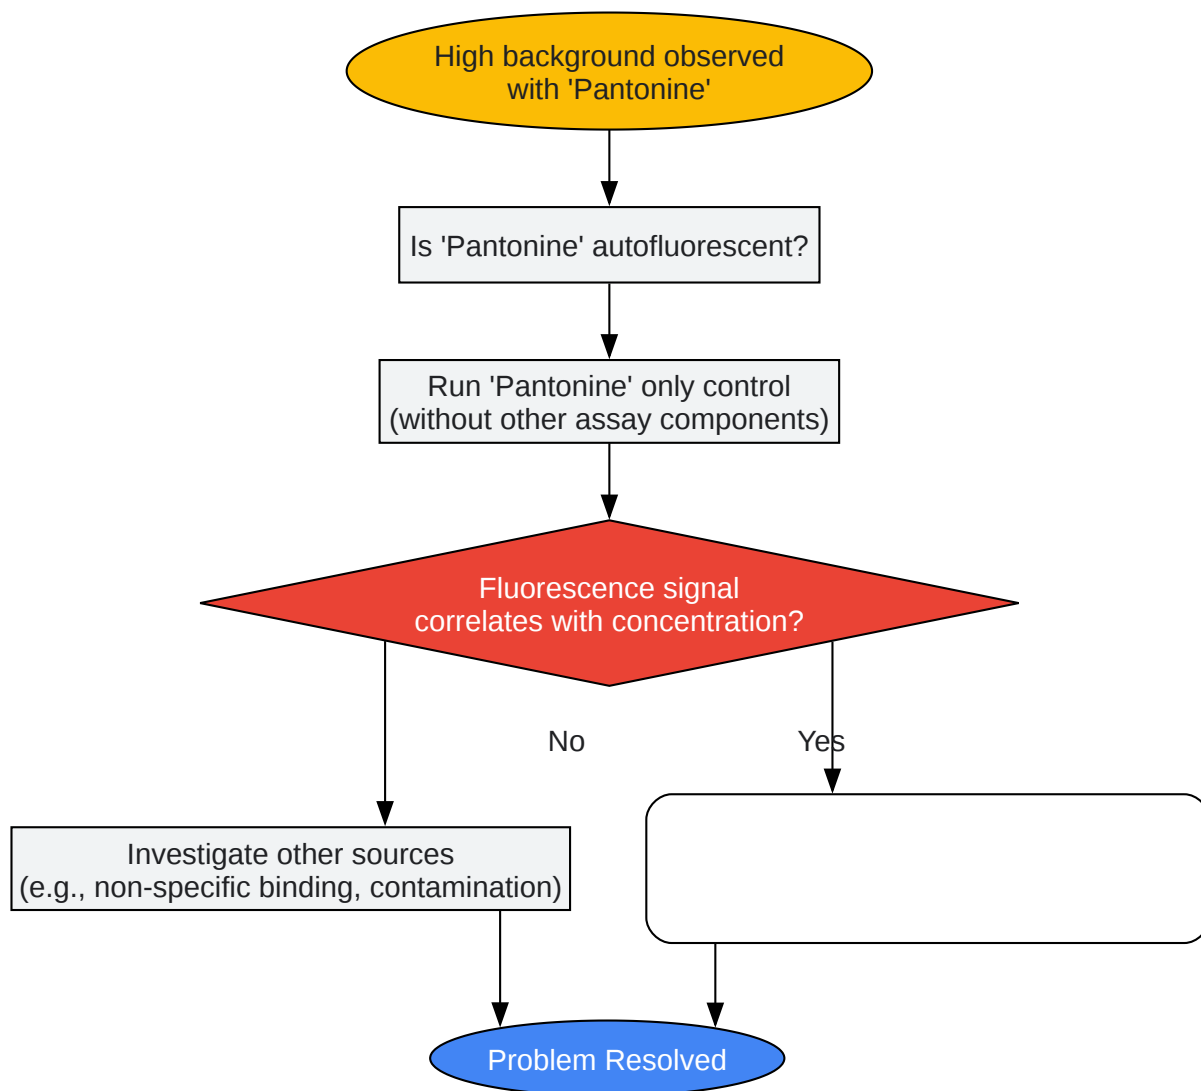 High background observed
with 'Pantonine'
Is 'Pantonine' autofluorescent?
Run 'Pantonine' only control
(without other assay components)
Fluorescence signal
correlates with concentration?
No
Yes
Investigate other sources
(e.g., non-specific binding, contamination)
Problem Resolved